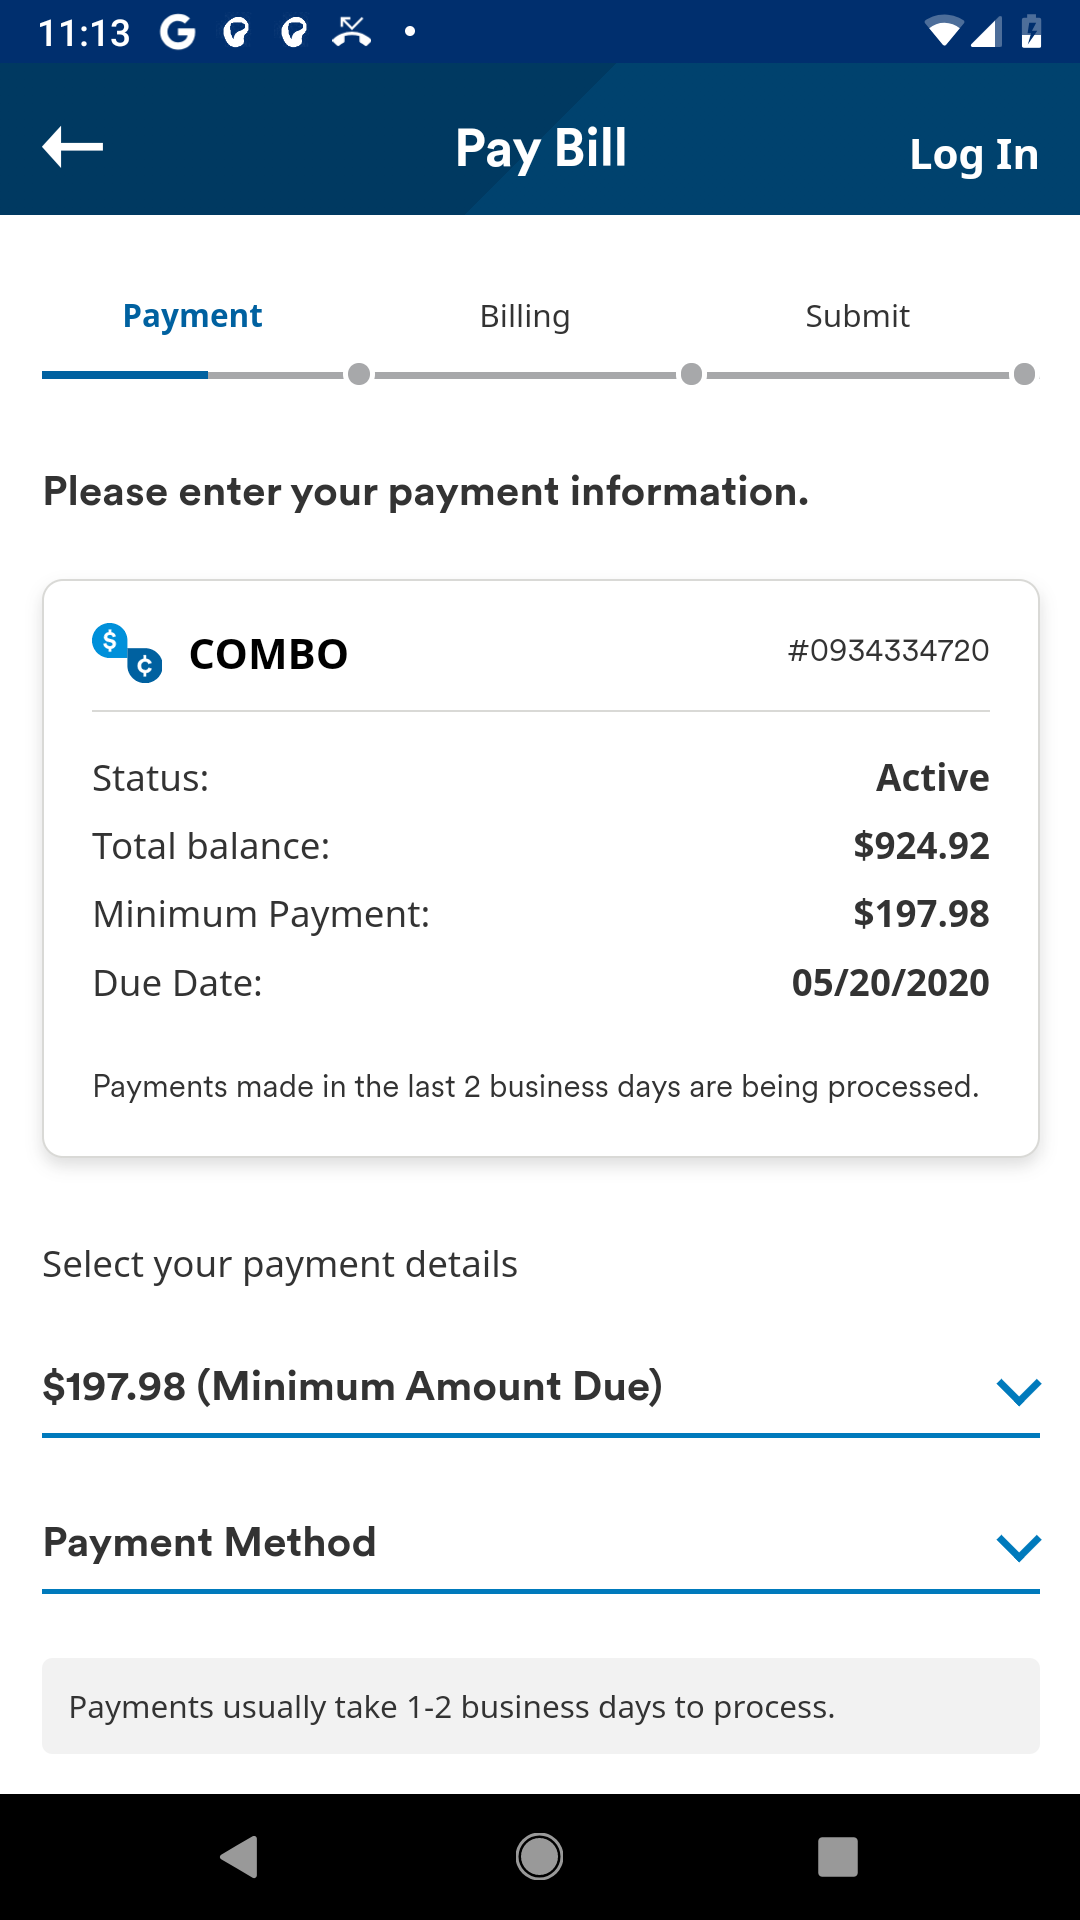 11:13
Pay Bill
Log In
Payment Billing Submit
Please enter your payment information.
$ ¢ COMBO #0934334720
Status: Active
Total balance: $924.92
Minimum Payment: $197.98
Due Date: 05/20/2020
Payments made in the last 2 business days are being processed.
Select your payment details
$197.98 (Minimum Amount Due)
Payment Method
Payments usually take 1-2 business days to process.